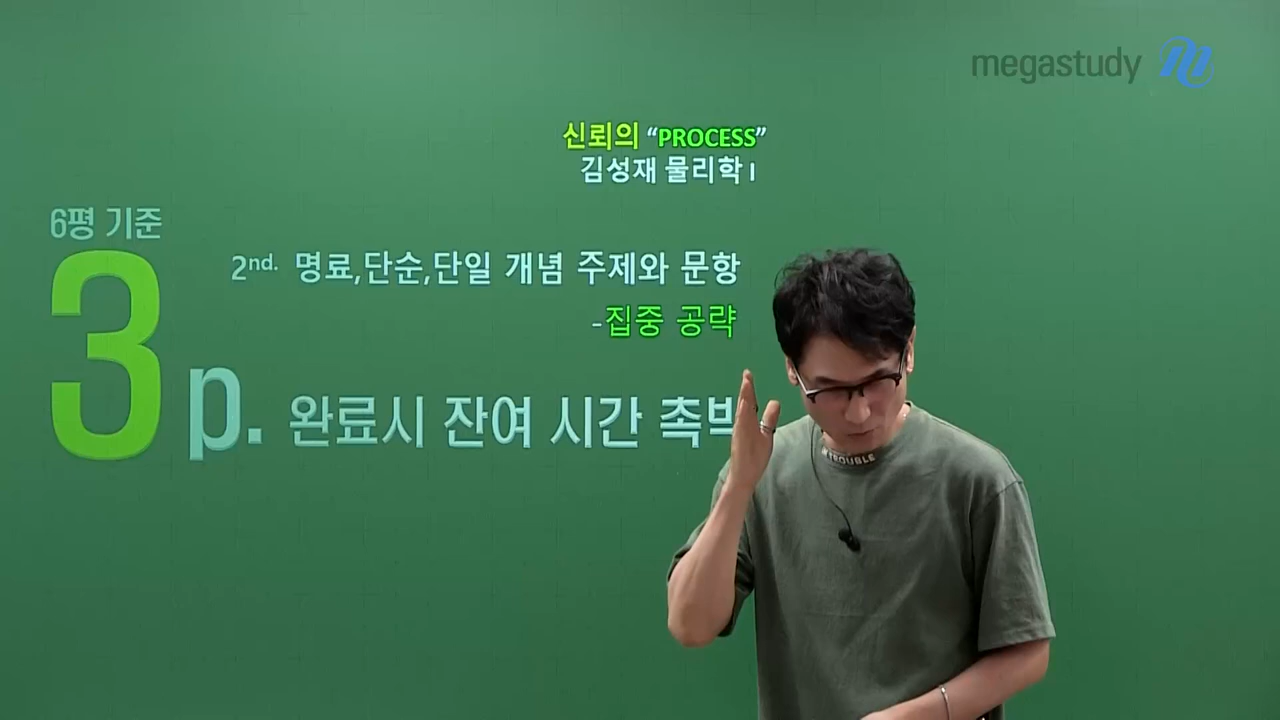 megastudy
신뢰의 “PROCESS”
김성재 물리학 I
6평 기준
2nd. 명료,단순,단일 개념 주제와 문항
-집중 공략
3p. 완료시 잔여 시간
TROUBLE